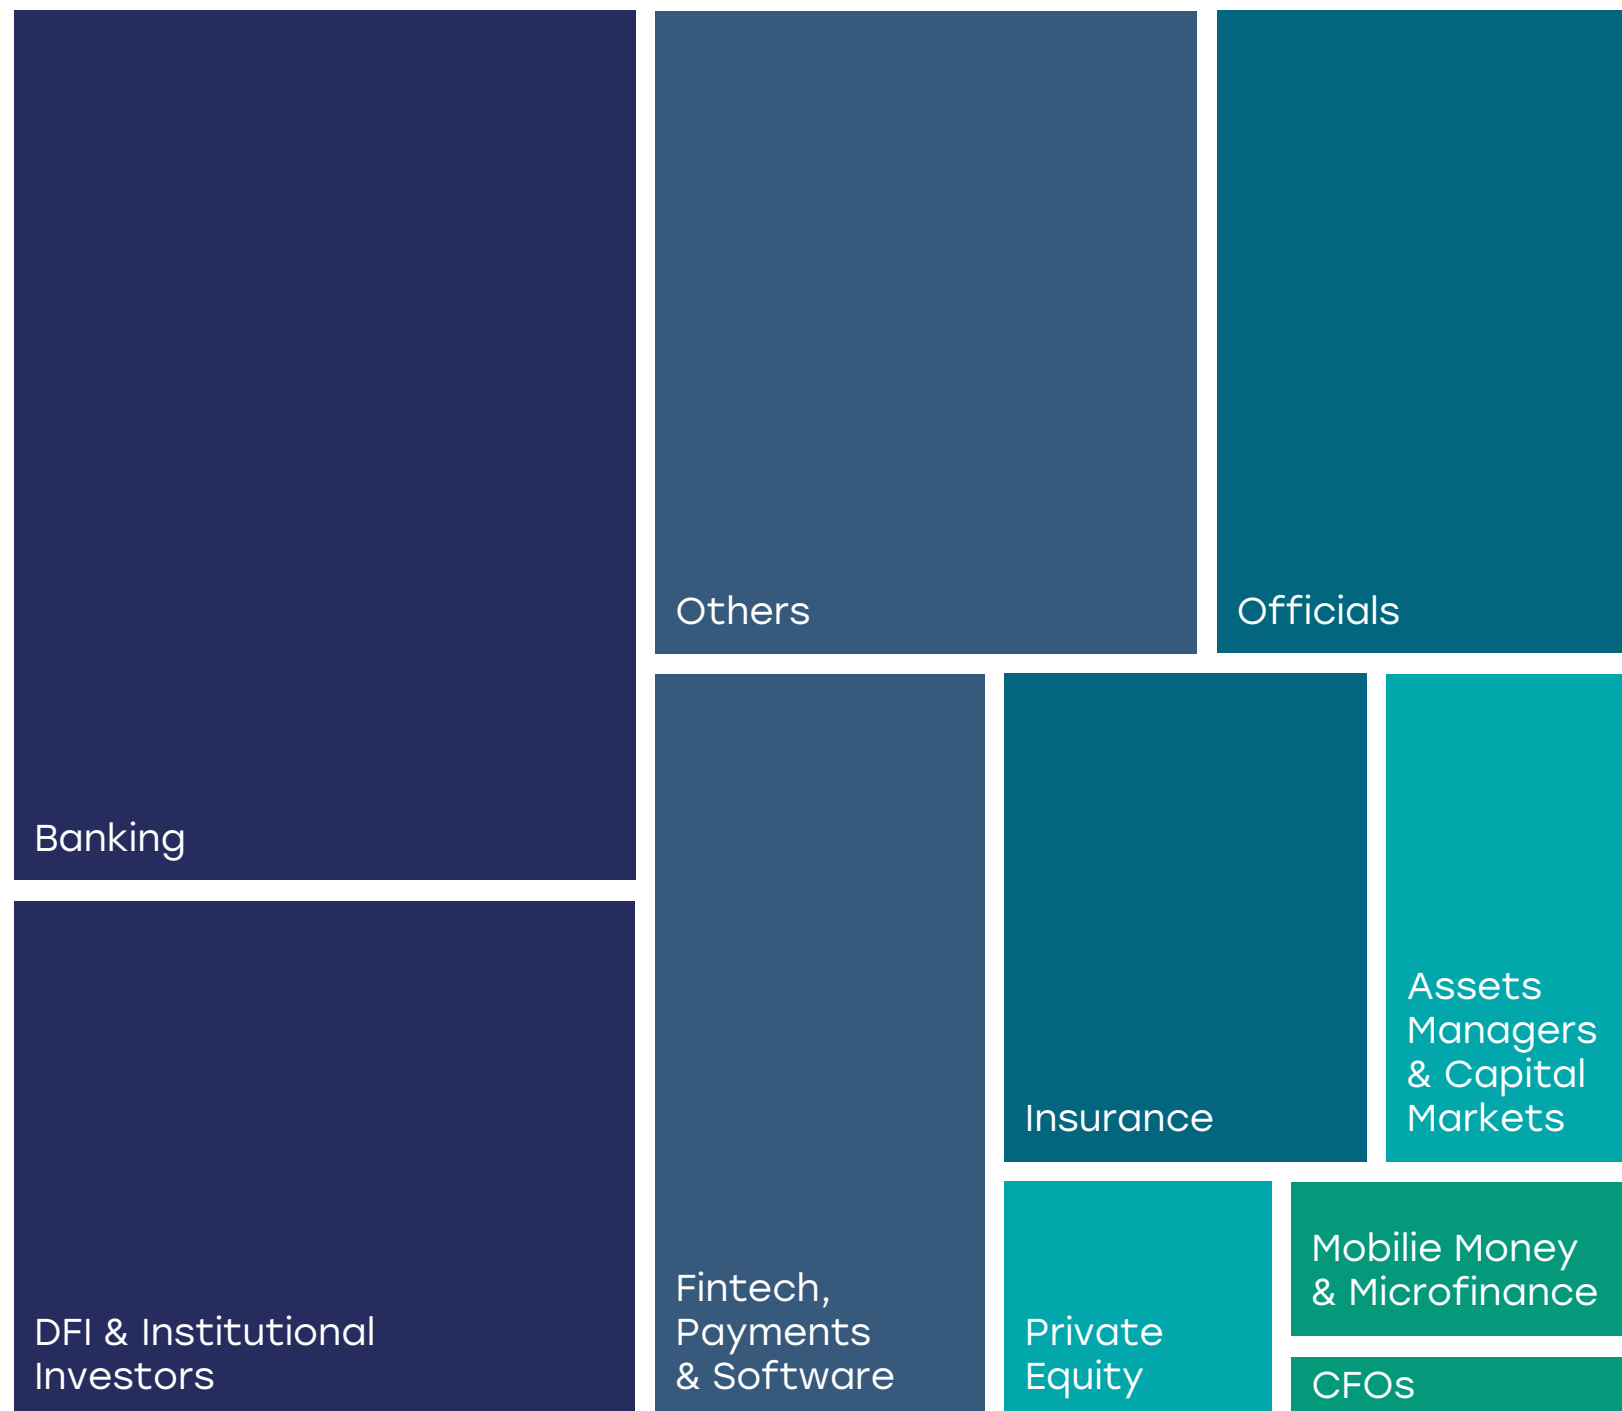 Banking
DFI & Institutional
Investors
Others
Officials
Fintech,
Payments
& Software
Insurance
Assets
Managers
& Capital
Markets
Private
Equity
Mobilie Money
& Microfinance
CFOs